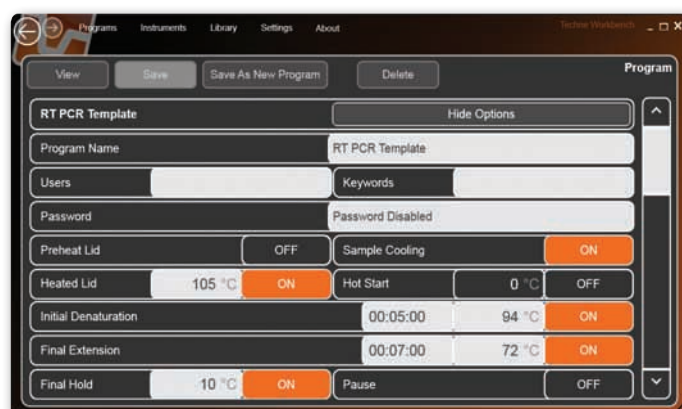 Programs Instruments Library Settings About Techne Workbench
View Save Save As New Program Delete Program
RT PCR Template Hide Options
Program Name RT PCR Template
Users Keywords
Password Password Disabled
Preheat Lid OFF Sample Cooling ON
Heated Lid 105 °C ON Hot Start 0 °C OFF
Initial Denaturation 00:05:00 94 °C ON
Final Extension 00:07:00 72 °C ON
Final Hold 10 °C ON Pause OFF